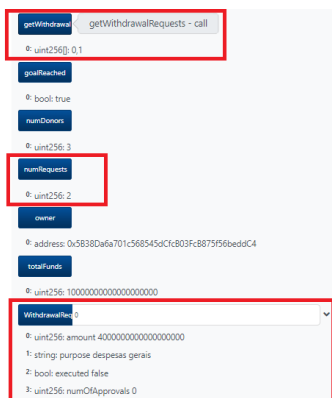 getWithdrawal getWithdrawalRequests - call
0: uint256[]: 0,1
goalReached
0: bool: true
numDonors
0: uint256: 3
numRequests
0: uint256: 2
owner
0: address: 0x5B38Da6a701c568545dCfcB03FcB875f56beddC4
totalFunds
0: uint256: 10000000000000000000
WithdrawalReq 0
0: uint256: amount 4000000000000000000
1: string: purpose despesas gerais
2: bool: executed false
3: uint256: numOfApprovals 0